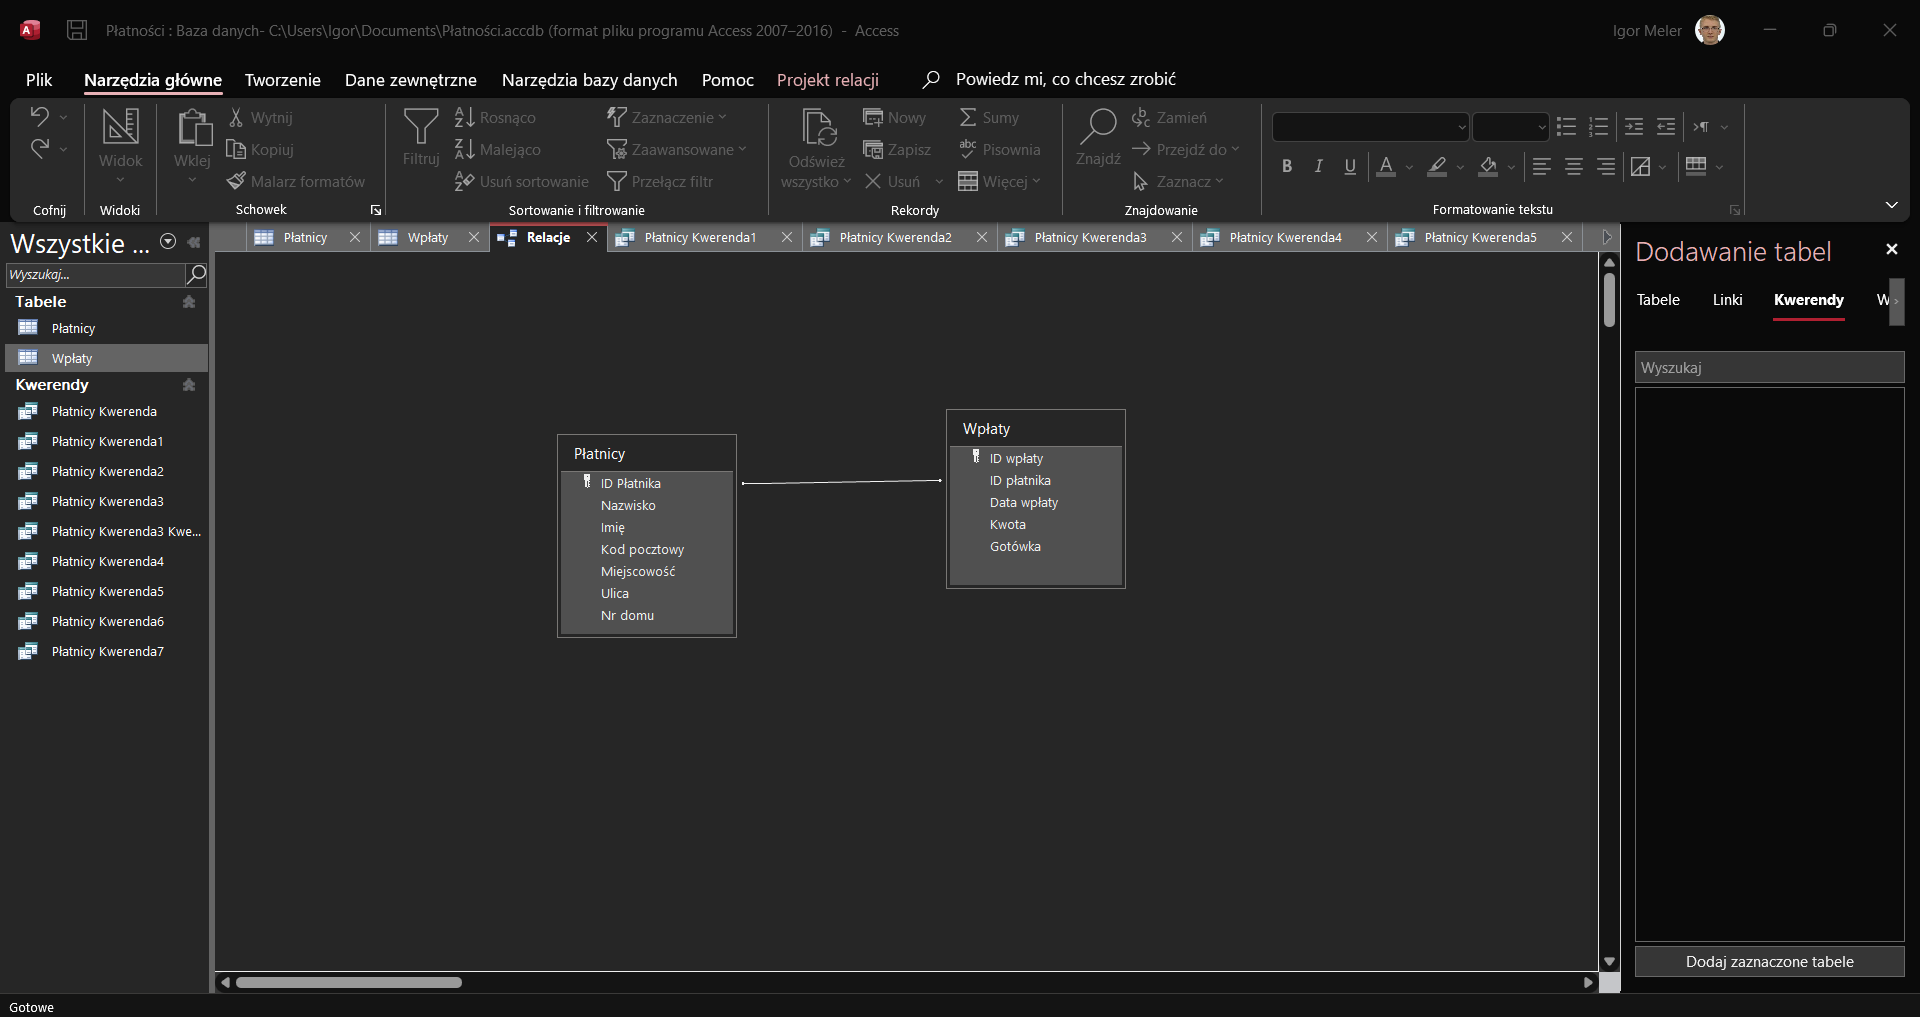 Płatności : Baza danych- C:\Users\Igor\Documents\Płatności.accdb (format pliku programu Access 2007–2016) - Access
Igor Meler
Plik Narzędzia główne Tworzenie Dane zewnętrzne Narzędzia bazy danych Pomoc Projekt relacji Powiedz mi, co chcesz zrobić
Cofnij
Widok
Widoki
Wklej
Wytnij
Kopiuj
Malarz formatów
Schowek
Filtruj
Rosnąco
Malejąco
Usuń sortowanie
Zaznaczenie
Zaawansowane
Przełącz filtr
Sortowanie i filtrowanie
Odśwież
wszystko
Nowy
Zapisz
Usuń
Sumy
Pisownia
Więcej
Rekordy
Znajdź
Zamień
Przejdź do
Zaznacz
Znajdowanie
B I U A
Formatowanie tekstu
Wszystkie ...
Wyszukaj...
Tabele
Płatnicy
Wpłaty
Kwerendy
Płatnicy Kwerenda
Płatnicy Kwerenda1
Płatnicy Kwerenda2
Płatnicy Kwerenda3
Płatnicy Kwerenda3 Kwe...
Płatnicy Kwerenda4
Płatnicy Kwerenda5
Płatnicy Kwerenda6
Płatnicy Kwerenda7
Płatnicy Wpłaty Relacje Płatnicy Kwerenda1 Płatnicy Kwerenda2 Płatnicy Kwerenda3 Płatnicy Kwerenda4 Płatnicy Kwerenda5
Płatnicy
ID Płatnika
Nazwisko
Imię
Kod pocztowy
Miejscowość
Ulica
Nr domu
Wpłaty
ID wpłaty
ID płatnika
Data wpłaty
Kwota
Gotówka
Dodawanie tabel
Tabele Linki Kwerendy W
Wyszukaj
Dodaj zaznaczone tabele
Gotowe